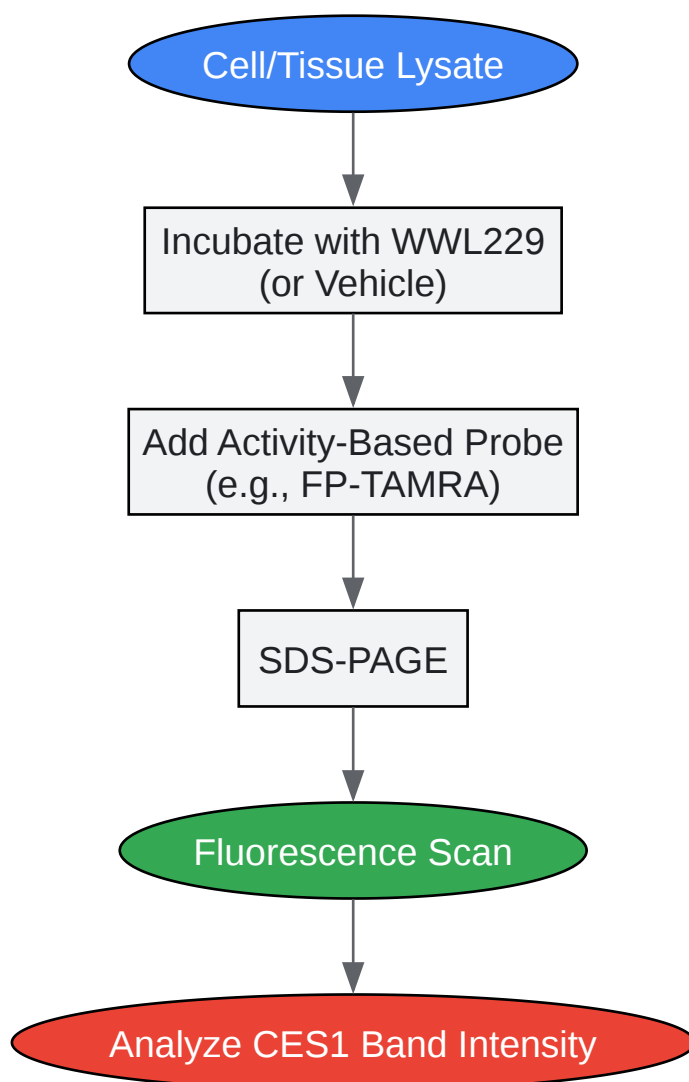 Cell/Tissue Lysate
Incubate with WWL229
(or Vehicle)
Add Activity-Based Probe
(e.g., FP-TAMRA)
SDS-PAGE
Fluorescence Scan
Analyze CES1 Band Intensity